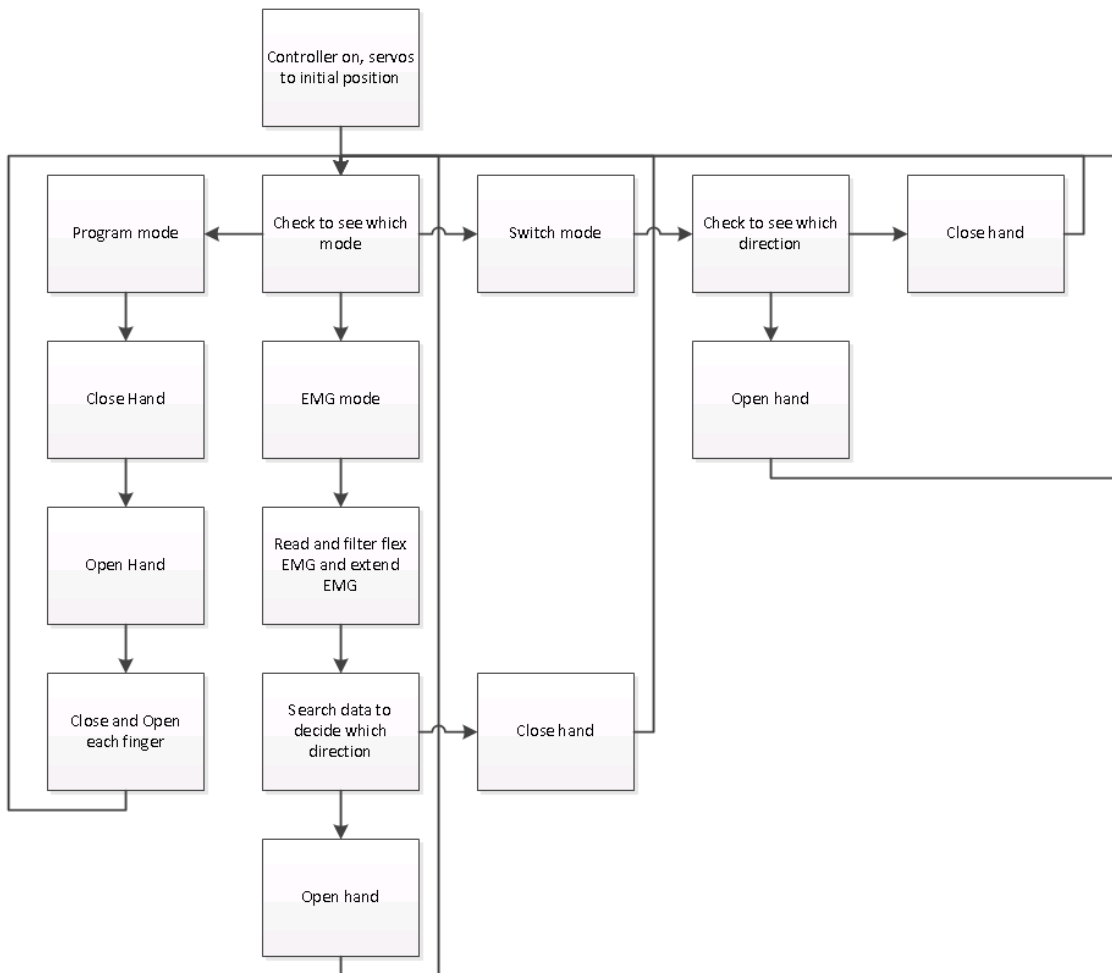 Controller on, servos
to initial position
Program mode
Check to see which
mode
Switch mode
Check to see which
direction
Close hand
Close Hand
EMG mode
Open hand
Open Hand
Read and filter flex
EMG and extend
EMG
Close and Open
each finger
Search data to
decide which
direction
Close hand
Open hand